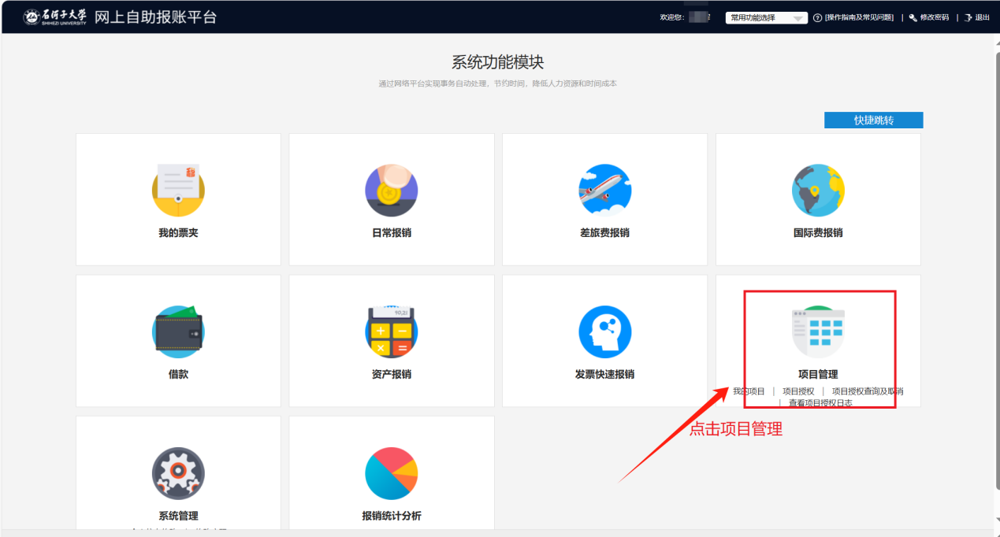 石河子大学 SHIHEZI UNIVERSITY 网上自助报账平台
欢迎您: 常用功能选择 ? [操作指南及常见问题] | 修改密码 | 退出
系统功能模块
通过网络平台实现事务自动处理，节约时间，降低人力资源和时间成本
快捷跳转
我的票夹
日常报销
差旅费报销
国际费报销
借款
资产报销
发票快速报销
项目管理
我的项目 | 项目授权 | 项目授权查询及取消
| 查看项目授权日志
点击项目管理
系统管理
报销统计分析